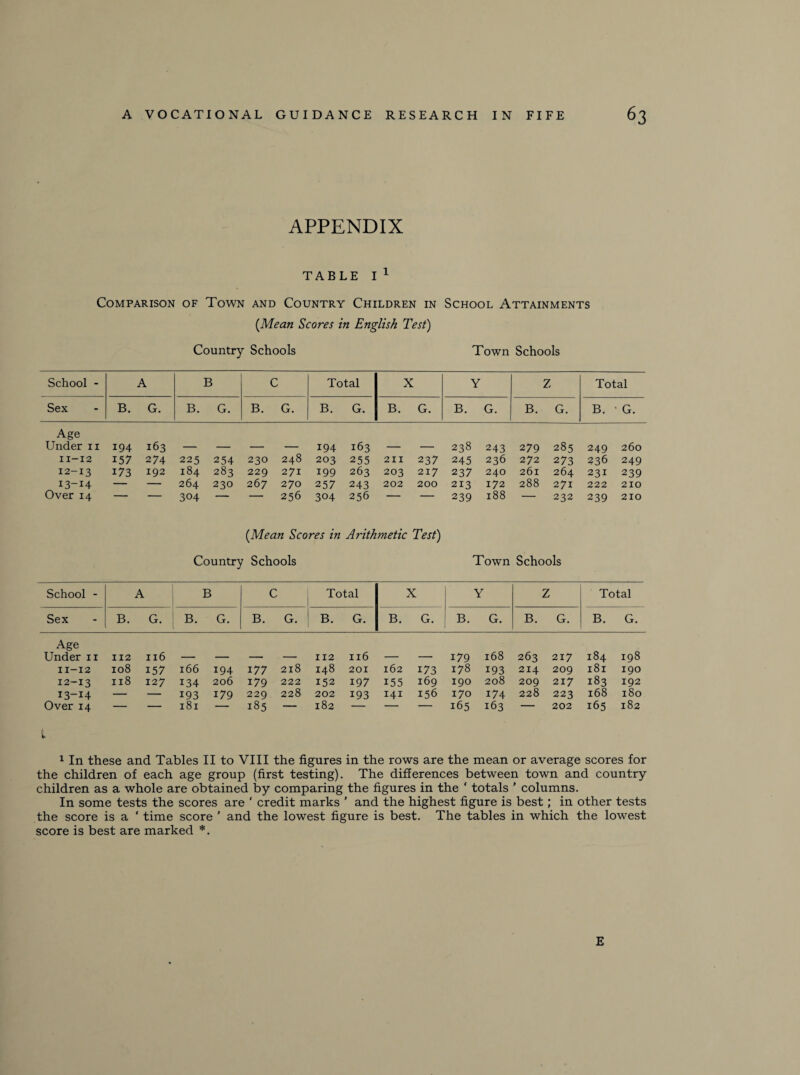 A VOCATIONAL GUIDANCE RESEARCH IN FIFE 63
APPENDIX
TABLE I ¹
COMPARISON OF TOWN AND COUNTRY CHILDREN IN SCHOOL ATTAINMENTS
(Mean Scores in English Test)
Country Schools Town Schools
School - A B C Total X Y Z Total
Sex - B. G. B. G. B. G. B. G. B. G. B. G. B. G. B. G.
Age
Under 11 194 163 — — — — 194 163 — — 238 243 279 285 249 260
11-12 157 274 225 254 230 248 203 255 211 237 245 236 272 273 236 249
12-13 173 192 184 283 229 271 199 263 203 217 237 240 261 264 231 239
13-14 — — 264 230 267 270 257 243 202 200 213 172 288 271 222 210
Over 14 — — 304 — — 256 304 256 — — 239 188 — 232 239 210
(Mean Scores in Arithmetic Test)
Country Schools Town Schools
School - A B C Total X Y Z Total
Sex - B. G. B. G. B. G. B. G. B. G. B. G. B. G. B. G.
Age
Under 11 112 116 — — — — 112 116 — — 179 168 263 217 184 198
11-12 108 157 166 194 177 218 148 201 162 173 178 193 214 209 181 190
12-13 118 127 134 206 179 222 152 197 155 169 190 208 209 217 183 192
13-14 — — 193 179 229 228 202 193 141 156 170 174 228 223 168 180
Over 14 — — 181 — 185 — 182 — — — 165 163 — 202 165 182
¹ In these and Tables II to VIII the figures in the rows are the mean or average scores for
the children of each age group (first testing). The differences between town and country
children as a whole are obtained by comparing the figures in the ‘ totals ’ columns.
In some tests the scores are ‘ credit marks ’ and the highest figure is best ; in other tests
the score is a ‘ time score ’ and the lowest figure is best. The tables in which the lowest
score is best are marked *.
E